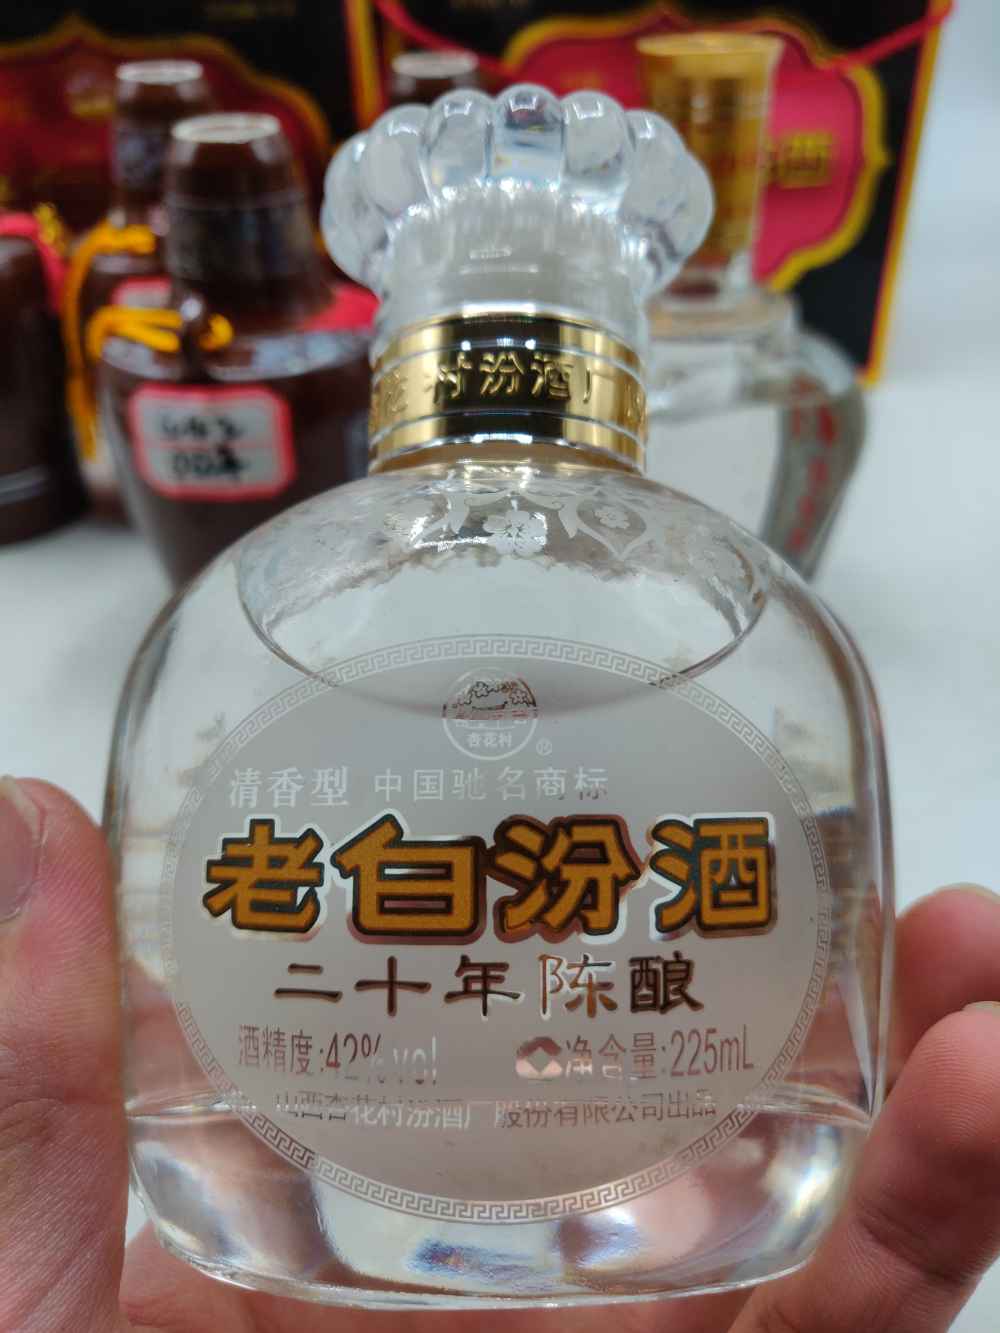 村汾酒厂
杏花村
®
清香型 中国驰名商标
老白汾酒
二十年陈酿
酒精度:42%vol 净含量:225mL
山西杏花村汾酒厂股份有限公司出品